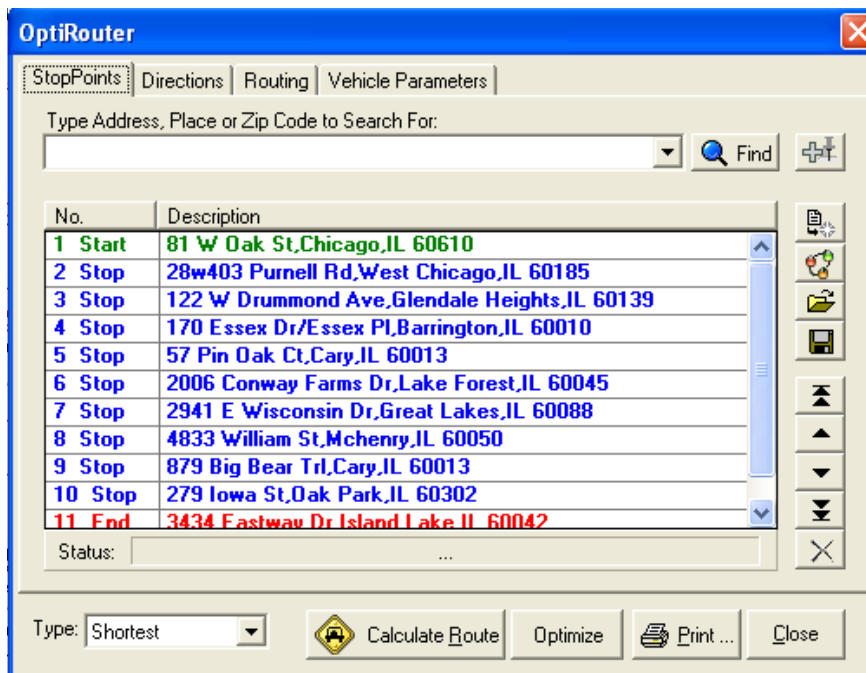 OptiRouter
StopPoints Directions Routing Vehicle Parameters
Type Address, Place or Zip Code to Search For:
Find
No. Description
1 Start 81 W Oak St,Chicago,IL 60610
2 Stop 28w403 Purnell Rd,West Chicago,IL 60185
3 Stop 122 W Drummond Ave,Glendale Heights,IL 60139
4 Stop 170 Essex Dr/Essex Pl,Barrington,IL 60010
5 Stop 57 Pin Oak Ct,Cary,IL 60013
6 Stop 2006 Conway Farms Dr,Lake Forest,IL 60045
7 Stop 2941 E Wisconsin Dr,Great Lakes,IL 60088
8 Stop 4833 William St,Mchenry,IL 60050
9 Stop 879 Big Bear Trl,Cary,IL 60013
10 Stop 279 Iowa St,Oak Park,IL 60302
11 End 3434 Eastway Dr,Island Lake,IL 60042
Status: ...
Type: Shortest Calculate Route Optimize Print ... Close